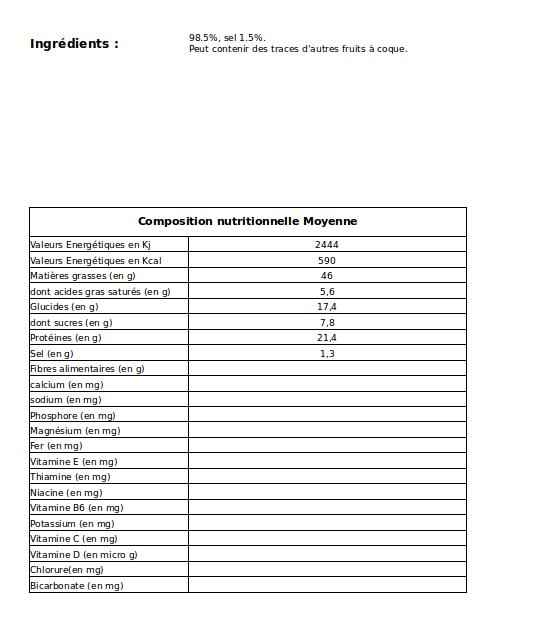 Ingrédients :
98.5%, sel 1.5%.
Peut contenir des traces d'autres fruits à coque.
Composition nutritionnelle Moyenne
Valeurs Energétiques en Kj 2444
Valeurs Energétiques en Kcal 590
Matières grasses (en g) 46
dont acides gras saturés (en g) 5,6
Glucides (en g) 17,4
dont sucres (en g) 7,8
Protéines (en g) 21,4
Sel (en g) 1,3
Fibres alimentaires (en g)
calcium (en mg)
sodium (en mg)
Phosphore (en mg)
Magnésium (en mg)
Fer (en mg)
Vitamine E (en mg)
Thiamine (en mg)
Niacine (en mg)
Vitamine B6 (en mg)
Potassium (en mg)
Vitamine C (en mg)
Vitamine D (en micro g)
Chlorure(en mg)
Bicarbonate (en mg)